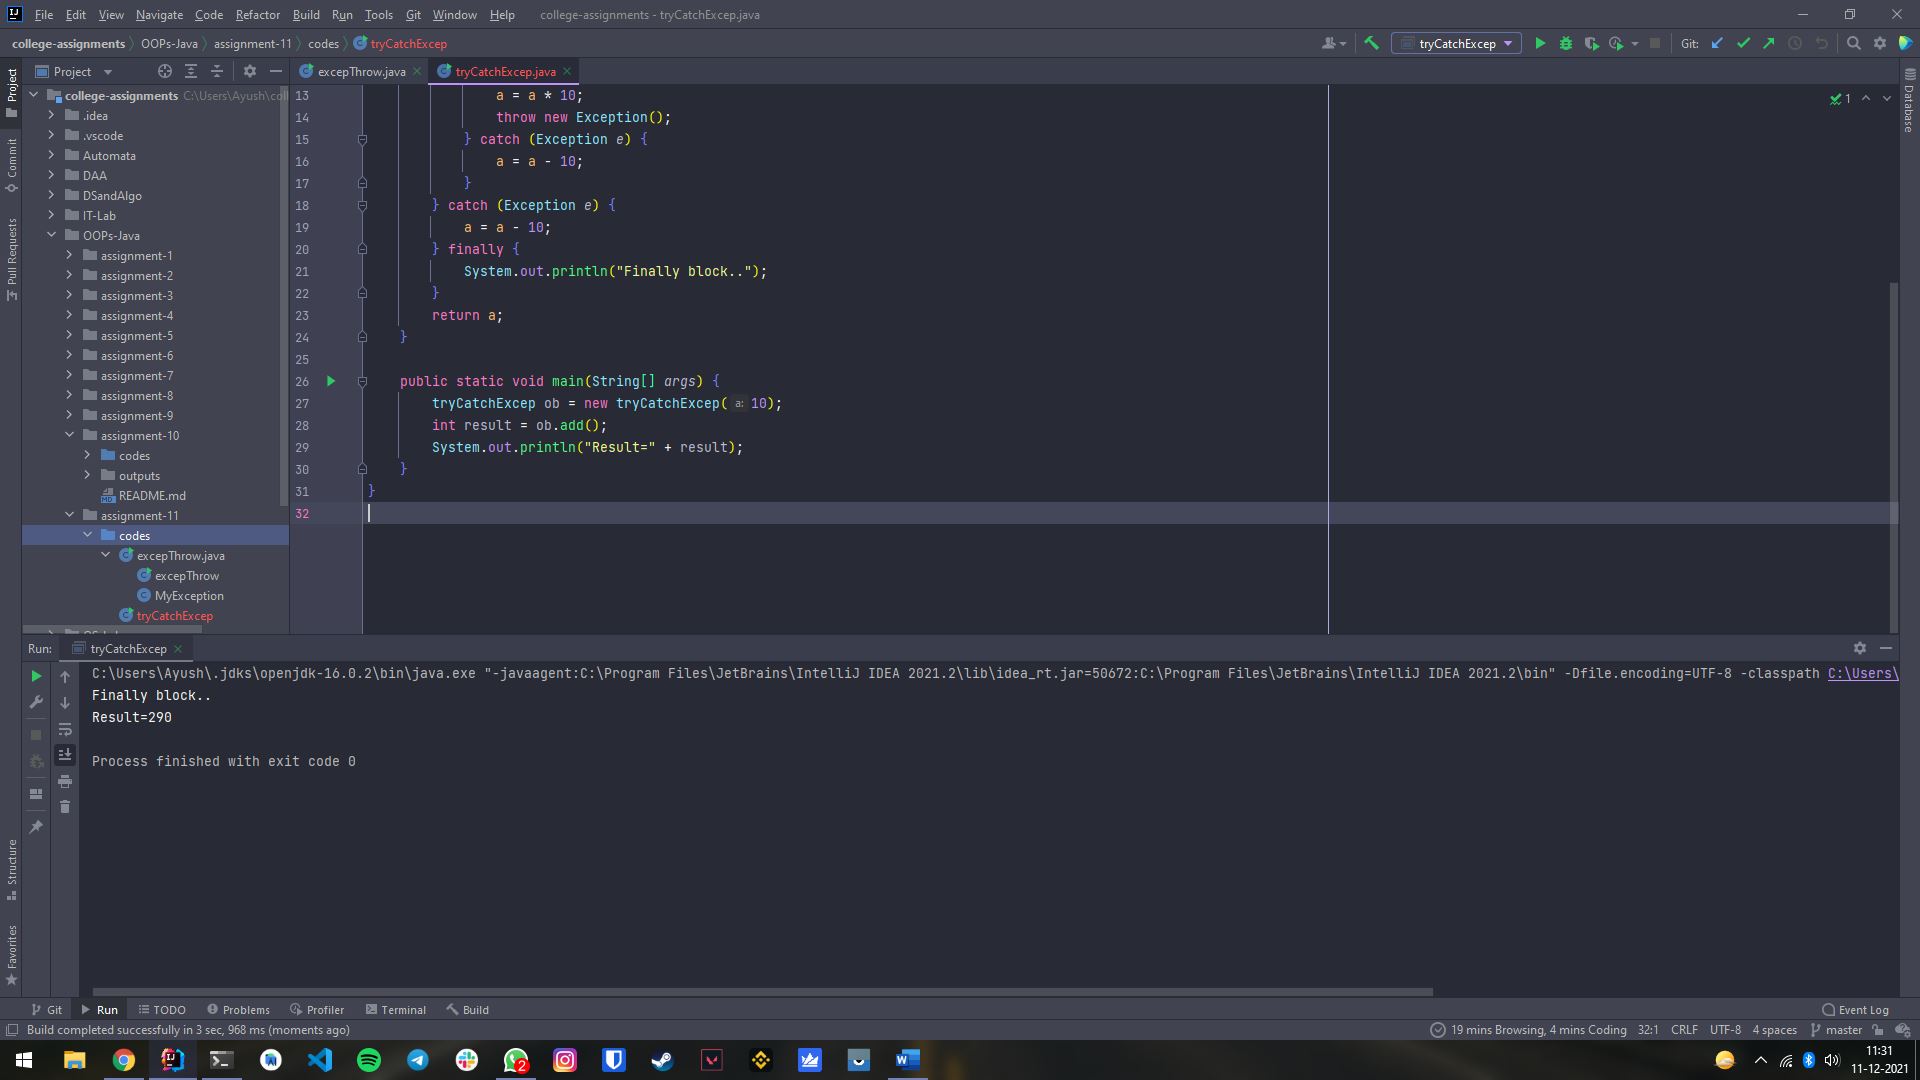 File Edit View Navigate Code Refactor Build Run Tools Git Window Help college-assignments - tryCatchExcep.java
college-assignments OOPs-Java assignment-11 codes tryCatchExcep
tryCatchExcep
Git:
Project
excepThrow.java
tryCatchExcep.java
Project
Commit
Pull Requests
Structure
Favorites
Database
college-assignments C:\Users\Ayush\coll
.idea
.vscode
Automata
DAA
DSandAlgo
IT-Lab
OOPs-Java
assignment-1
assignment-2
assignment-3
assignment-4
assignment-5
assignment-6
assignment-7
assignment-8
assignment-9
assignment-10
codes
outputs
README.md
assignment-11
codes
excepThrow.java
excepThrow
MyException
tryCatchExcep
1
13 a = a * 10;
14 throw new Exception();
15 } catch (Exception e) {
16 a = a - 10;
17 }
18 } catch (Exception e) {
19 a = a - 10;
20 } finally {
21 System.out.println("Finally block..");
22 }
23 return a;
24 }
25
26 public static void main(String[] args) {
27 tryCatchExcep ob = new tryCatchExcep( a: 10);
28 int result = ob.add();
29 System.out.println("Result=" + result);
30 }
31 }
32
Run: tryCatchExcep
C:\Users\Ayush\.jdks\openjdk-16.0.2\bin\java.exe "-javaagent:C:\Program Files\JetBrains\IntelliJ IDEA 2021.2\lib\idea_rt.jar=50672:C:\Program Files\JetBrains\IntelliJ IDEA 2021.2\bin" -Dfile.encoding=UTF-8 -classpath C:\Users\
Finally block..
Result=290
Process finished with exit code 0
Git Run TODO Problems Profiler Terminal Build Event Log
Build completed successfully in 3 sec, 968 ms (moments ago) 19 mins Browsing, 4 mins Coding 32:1 CRLF UTF-8 4 spaces master
2
11:31
11-12-2021